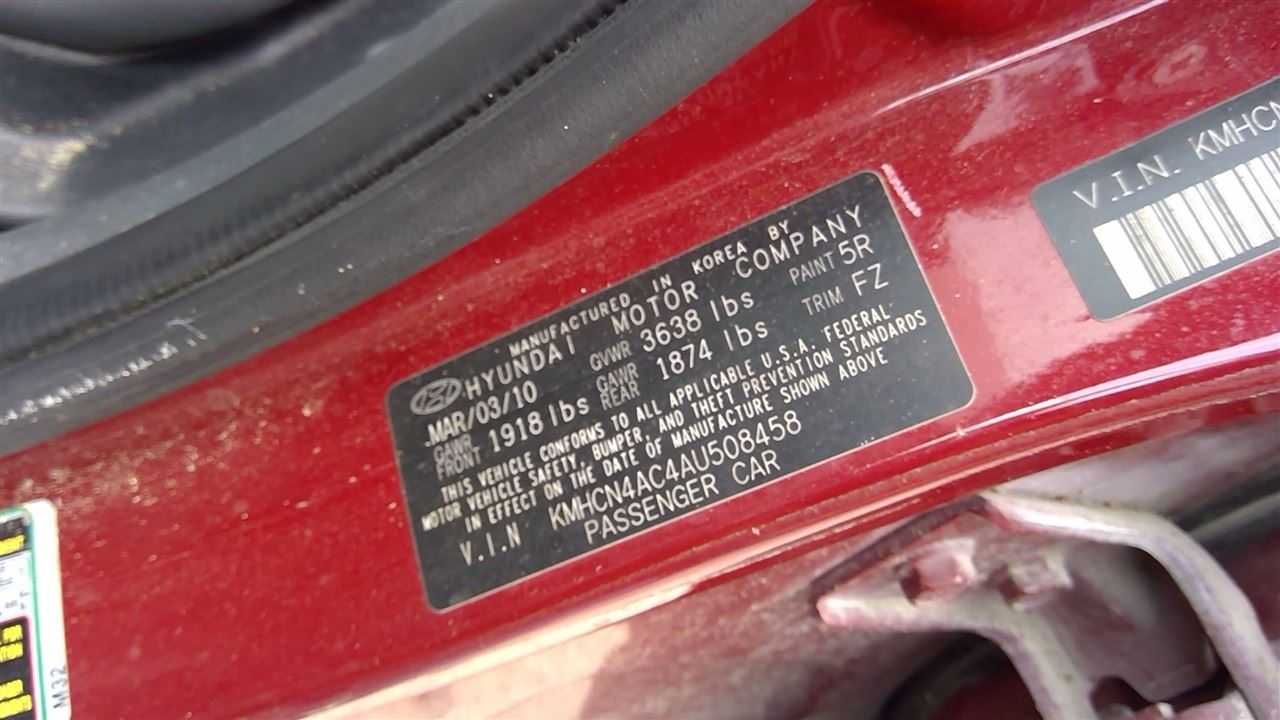 MANUFACTURED IN KOREA BY
HYUNDAI MOTOR COMPANY
MAR/03/10 GVWR 3638 lbs PAINT 5R
GAWR FRONT 1918 lbs GAWR REAR 1874 lbs TRIM FZ
THIS VEHICLE CONFORMS TO ALL APPLICABLE U.S.A. FEDERAL
MOTOR VEHICLE SAFETY, BUMPER, AND THEFT PREVENTION STANDARDS
IN EFFECT ON THE DATE OF MANUFACTURE SHOWN ABOVE
V.I.N KMHCN4AC4AU508458
PASSENGER CAR
V.I.N. KMHCN
M32